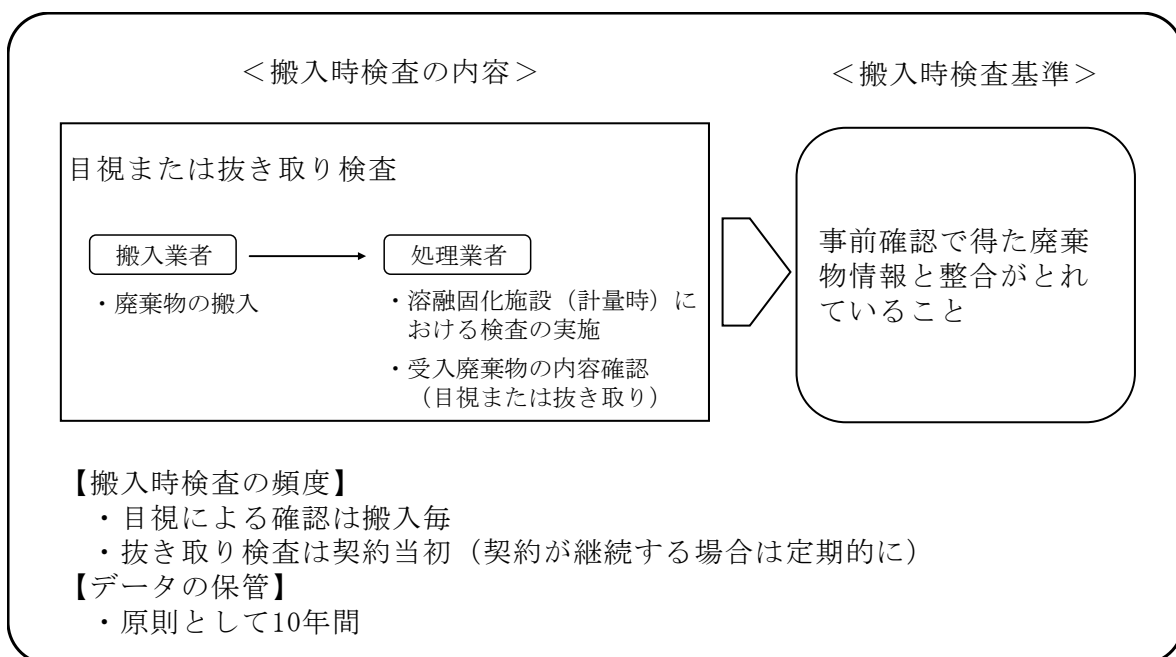 ＜搬入時検査の内容＞
＜搬入時検査基準＞
目視または抜き取り検査
搬入業者
処理業者
・廃棄物の搬入
・溶融固化施設（計量時）に
おける検査の実施
・受入廃棄物の内容確認
（目視または抜き取り）
事前確認で得た廃棄
物情報と整合がとれ
ていること
【搬入時検査の頻度】
・目視による確認は搬入毎
・抜き取り検査は契約当初（契約が継続する場合は定期的に）
【データの保管】
・原則として10年間